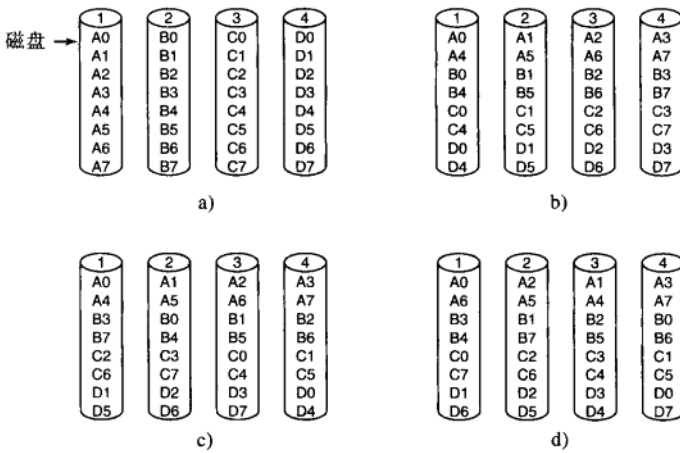 1 2 3 4 1 2 3 4
磁盘 A0 B0 C0 D0 A0 A1 A2 A3
A1 B1 C1 D1 A4 A5 A6 A7
A2 B2 C2 D2 B0 B1 B2 B3
A3 B3 C3 D3 B4 B5 B6 B7
A4 B4 C4 D4 C0 C1 C2 C3
A5 B5 C5 D5 C4 C5 C6 C7
A6 B6 C6 D6 D0 D1 D2 D3
A7 B7 C7 D7 D4 D5 D6 D7
a) b)
1 2 3 4 1 2 3 4
A0 A1 A2 A3 A0 A2 A1 A3
A4 A5 A6 A7 A6 A5 A4 A7
B3 B0 B1 B2 B3 B1 B2 B0
B7 B4 B5 B6 B4 B7 B5 B6
C2 C3 C0 C1 C0 C2 C3 C1
C6 C7 C4 C5 C7 C6 C4 C5
D1 D2 D3 D0 D1 D2 D3 D0
D5 D6 D7 D4 D6 D5 D4 D7
c) d)